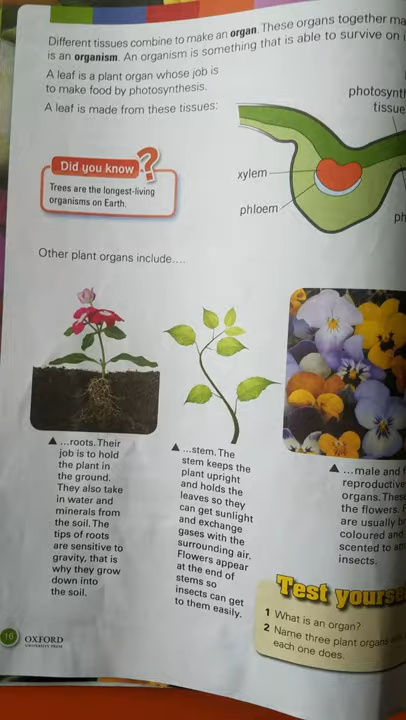 Different tissues combine to make an organ. These organs together
is an organism. An organism is something that is able to survive on
A leaf is a plant organ whose job is
to make food by photosynthesis.
A leaf is made from these tissues:
xylem
phloem
Did you know ?
Trees are the longest-living
organisms on Earth.
Other plant organs include....
▲ ...roots. Their
job is to hold
the plant in
the ground.
They also take
in water and
minerals from
the soil. The
tips of roots
are sensitive to
gravity, that is
why they grow
down into
the soil.
▲ ...stem. The
stem keeps the
plant upright
and holds the
leaves so they
can get sunlight
and exchange
gases with the
surrounding air.
Flowers appear
at the end of
stems so
insects can get
to them easily.
▲ ...male and
reproductive
organs.
the flowers.
are usually
coloured and
scented to
insects.
Test
1 What is an organ?
2 Name three plant organs
each one does.
16 OXFORD
UNIVERSITY PRESS